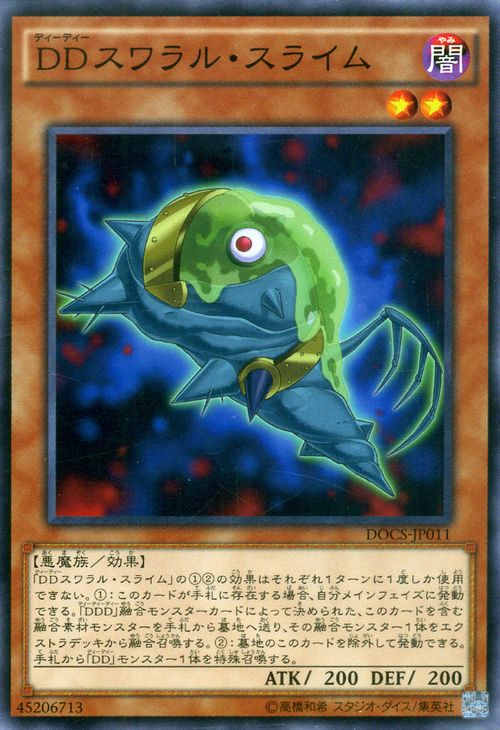 ディーディー
DDスワラル・スライム
やみ
闇
DOCS-JP011
【悪魔族/効果】
「DDスワラル・スライム」の①②の効果はそれぞれ1ターンに1度しか使用
できない。①:このカードが手札に存在する場合、自分メインフェイズに発動
できる。「DDD」融合モンスターカードによって決められた、このカードを含む
融合素材モンスターを手札から墓地へ送り、その融合モンスター1体をエク
ストラデッキから融合召喚する。②:墓地のこのカードを除外して発動できる。
手札から「DD」モンスター1体を特殊召喚する。
ATK/ 200 DEF/ 200
45206713
©高橋和希 スタジオ・ダイス/集英社